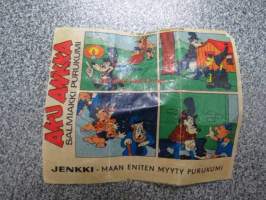 AKU ANKKA
SALMIAKKI PURUKUMI
JENKKI - MAAN ENITEN MYYTY PURUKUMI